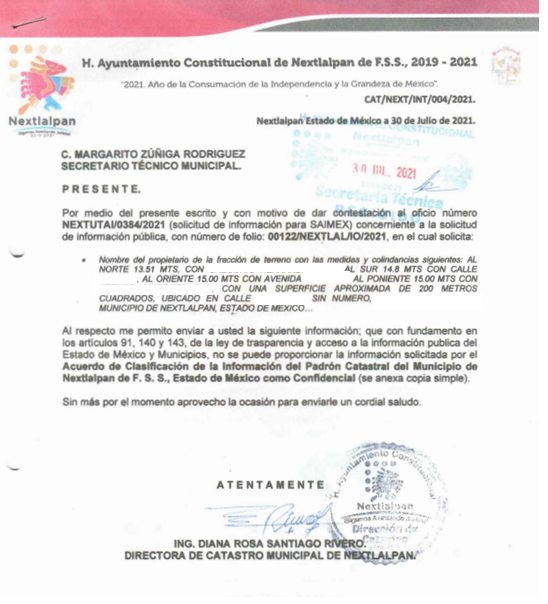 H. Ayuntamiento Constitucional de Nextlalpan de F.S.S., 2019 - 2021
"2021. Año de la Consumación de la Independencia y la Grandeza de México".
CAT/NEXT/INT/004/2021.
Nextlalpan
Nextlalpan Estado de México a 30 de Julio de 2021.
CONSTITUCIONAL
Nextlalpan
C. MARGARITO ZÚÑIGA RODRIGUEZ
SECRETARIO TÉCNICO MUNICIPAL.
30 JUL. 2021
Secretaría Técnica
P R E S E N T E.
Por medio del presente escrito y con motivo de dar contestación al oficio número
NEXTUTAI/0384/2021 (solicitud de información para SAIMEX) concerniente a la solicitud
de información pública, con número de folio: 00122/NEXTLAL/IO/2021, en el cual solicita:
• Nombre del propietario de la fracción de terreno con las medidas y colindancias siguientes: AL
NORTE 13.51 MTS, CON AL SUR 14.8 MTS CON CALLE
, AL ORIENTE 15.00 MTS CON AVENIDA AL PONIENTE 15.00 MTS CON
, CON UNA SUPERFICIE APROXIMADA DE 200 METROS
CUADRADOS, UBICADO EN CALLE SIN NUMERO,
MUNICIPIO DE NEXTLALPAN, ESTADO DE MEXICO...
Al respecto me permito enviar a usted la siguiente información; que con fundamento en
los artículos 91, 140 y 143, de la ley de trasparencia y acceso a la información publica del
Estado de México y Municipios, no se puede proporcionar la información solicitada por el
Acuerdo de Clasificación de la Información del Padrón Catastral del Municipio de
Nextlalpan de F. S. S., Estado de México como Confidencial (se anexa copia simple).
Sin más por el momento aprovecho la ocasión para enviarle un cordial saludo.
A T E N T A M E N T E
H. Ayuntamiento Constitucional
Nextlalpan
Dirección de
Catastro
ING. DIANA ROSA SANTIAGO RIVERO.
DIRECTORA DE CATASTRO MUNICIPAL DE NEXTLALPAN.